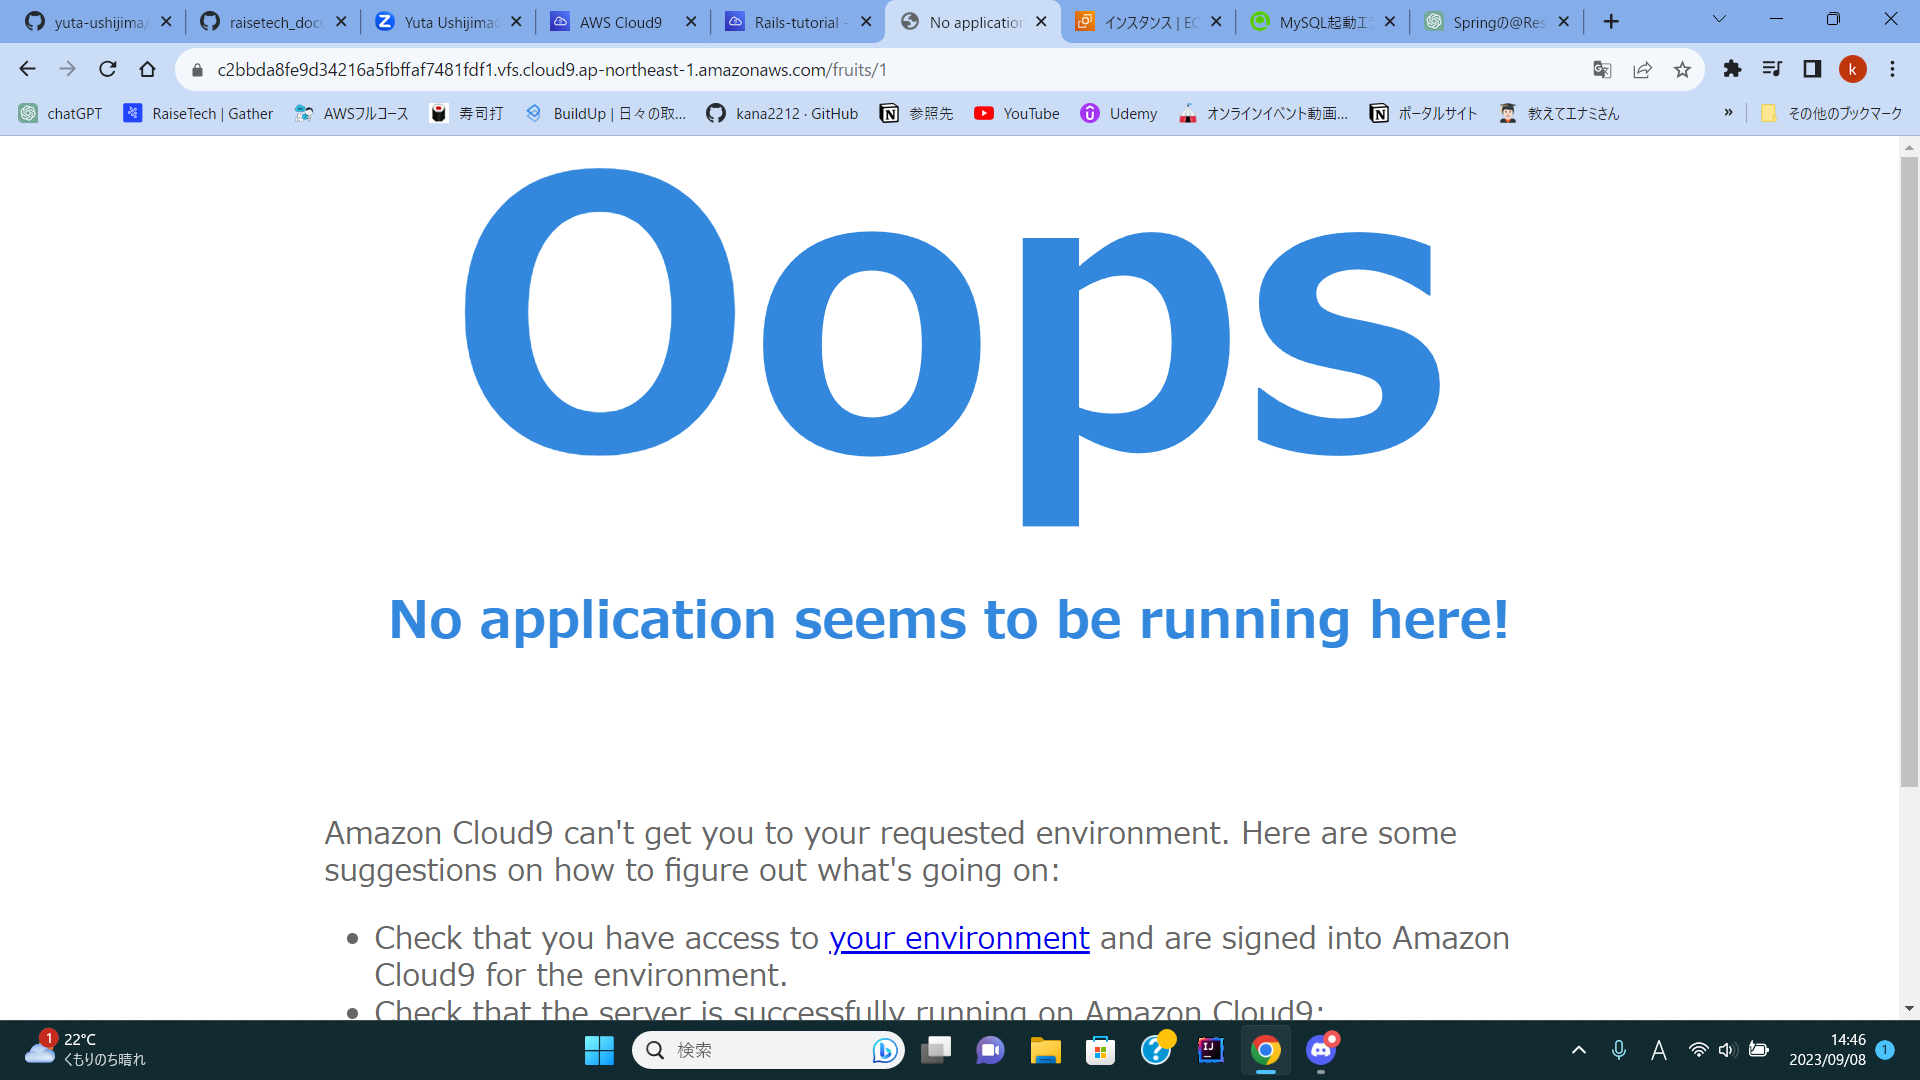 yuta-ushijima/
raisetech_docu
Yuta Ushijima
AWS Cloud9
Rails-tutorial -
No application
インスタンス | EC
MySQL起動エラ
Springの@Res
c2bbda8fe9d34216a5fbffaf7481fdf1.vfs.cloud9.ap-northeast-1.amazonaws.com/fruits/1
k
chatGPT
RaiseTech | Gather
AWSフルコース
寿司打
BuildUp | 日々の取...
kana2212 · GitHub
参照先
YouTube
Udemy
オンラインイベント動画...
ポータルサイト
教えてエナミさん
»
その他のブックマーク
Oops
No application seems to be running here!
Amazon Cloud9 can't get you to your requested environment. Here are some
suggestions on how to figure out what's going on:
• Check that you have access to your environment and are signed into Amazon
Cloud9 for the environment.
• Check that the server is successfully running on Amazon Cloud9:
1
22°C
くもりのち晴れ
検索
A
14:46
2023/09/08
1